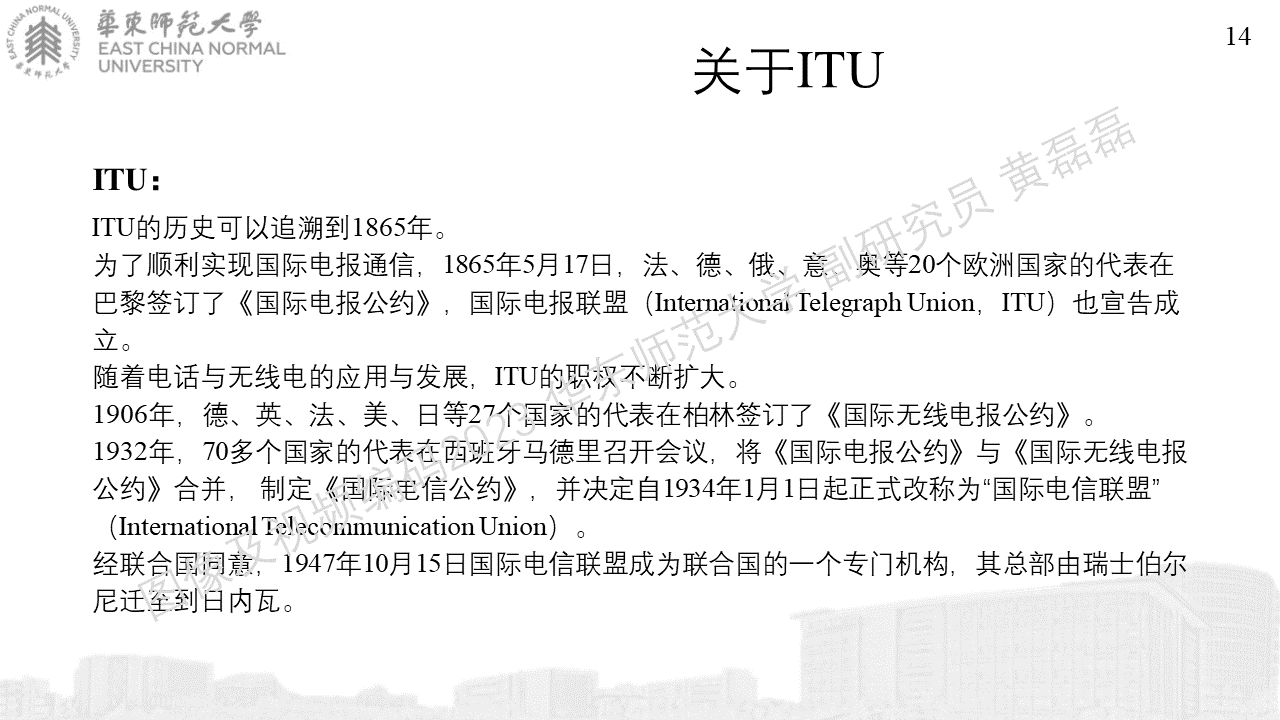 華東師範大學
EAST CHINA NORMAL
UNIVERSITY
EAST CHINA NORMAL UNIVERSITY
華東師范大學
14
关于ITU
ITU：
ITU的历史可以追溯到1865年。
为了顺利实现国际电报通信，1865年5月17日，法、德、俄、意、奥等20个欧洲国家的代表在
巴黎签订了《国际电报公约》，国际电报联盟（International Telegraph Union，ITU）也宣告成
立。
随着电话与无线电的应用与发展，ITU的职权不断扩大。
1906年，德、英、法、美、日等27个国家的代表在柏林签订了《国际无线电报公约》。
1932年，70多个国家的代表在西班牙马德里召开会议，将《国际电报公约》与《国际无线电报
公约》合并， 制定《国际电信公约》，并决定自1934年1月1日起正式改称为“国际电信联盟”
（International Telecommunication Union）。
经联合国同意，1947年10月15日国际电信联盟成为联合国的一个专门机构，其总部由瑞士伯尔
尼迁至到日内瓦。
图像及视频编码2023 华东师范大学 副研究员 黄磊磊